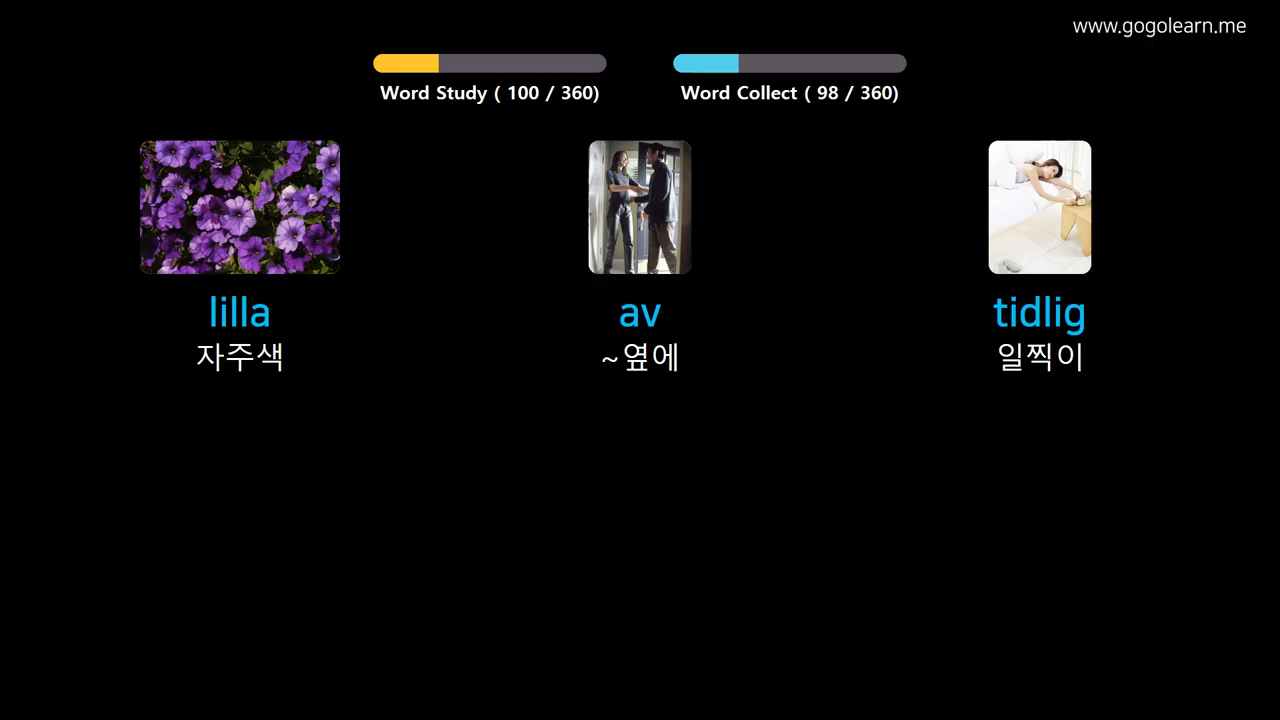 www.gogolearn.me
Word Study ( 100 / 360)
Word Collect ( 98 / 360)
lilla
자주색
av
~옆에
tidlig
일찍이